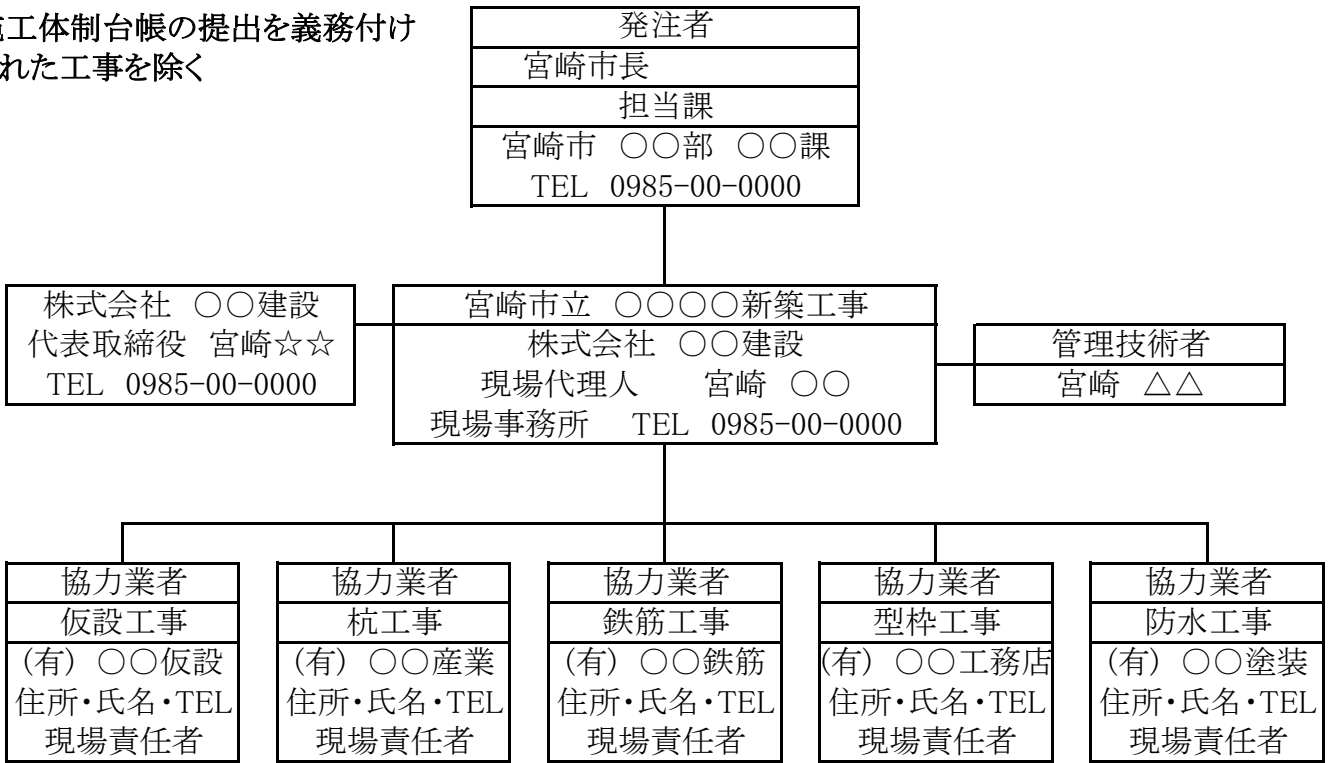 工体制台帳の提出を義務付け
れた工事を除く
発注者
宮崎市長
担当課
宮崎市 ○○部 ○○課
TEL 0985-00-0000
株式会社 ○○建設
代表取締役 宮崎☆☆
TEL 0985-00-0000
宮崎市立 ○○○○新築工事
株式会社 ○○建設
現場代理人 宮崎 ○○
現場事務所 TEL 0985-00-0000
管理技術者
宮崎 △△
協力業者
仮設工事
(有) ○○仮設
住所・氏名・TEL
現場責任者
協力業者
杭工事
(有) ○○産業
住所・氏名・TEL
現場責任者
協力業者
鉄筋工事
(有) ○○鉄筋
住所・氏名・TEL
現場責任者
協力業者
型枠工事
(有) ○○工務店
住所・氏名・TEL
現場責任者
協力業者
防水工事
(有) ○○塗装
住所・氏名・TEL
現場責任者